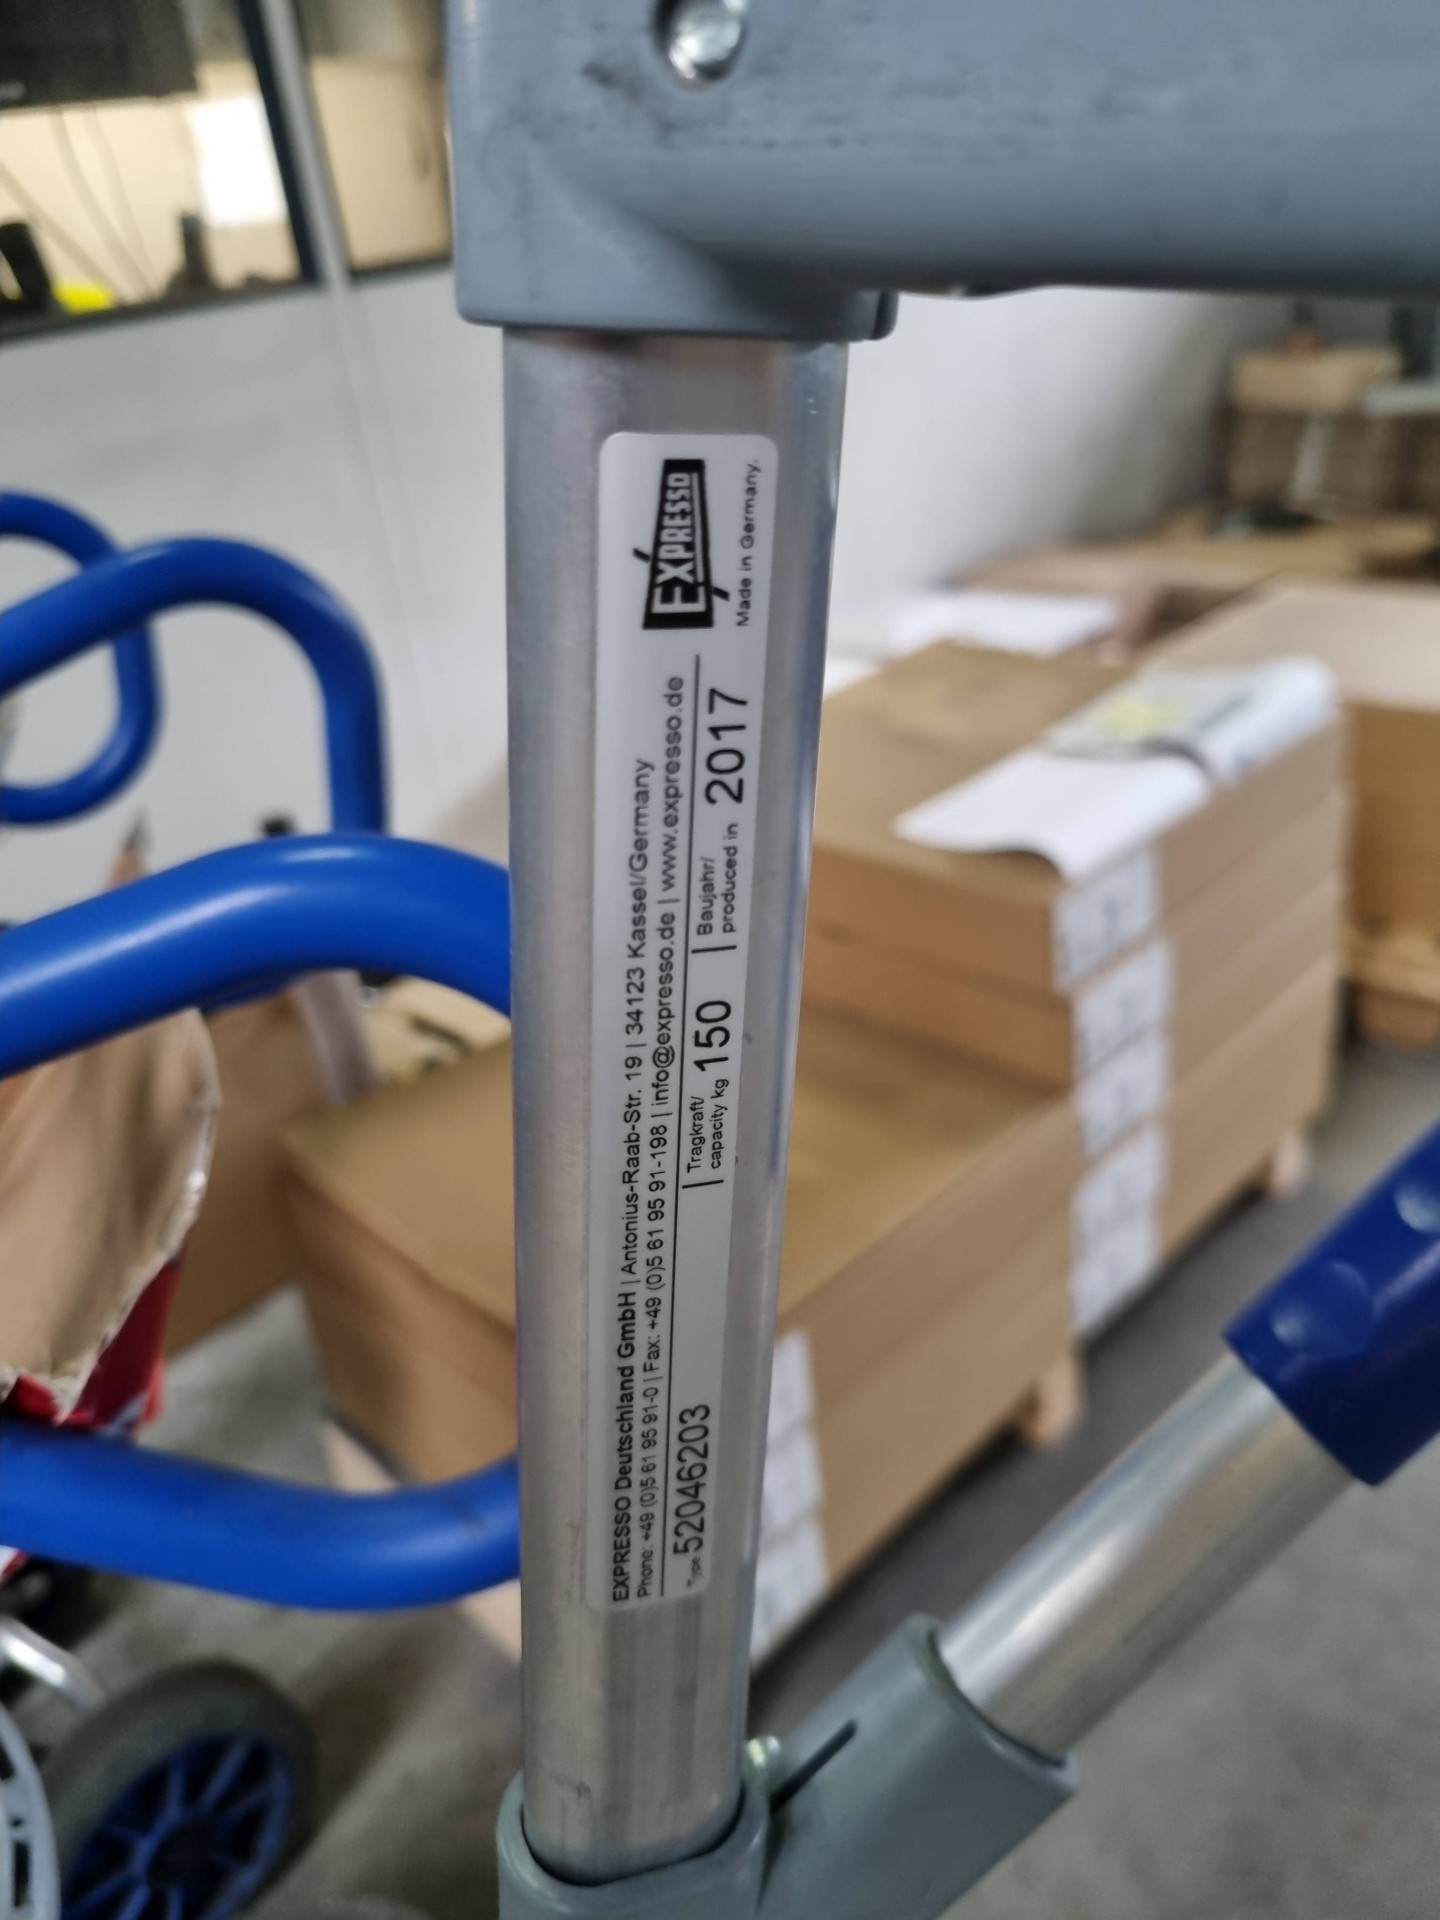 EXPRESSO
Made in Germany.
EXPRESSO Deutschland GmbH | Antonius-Raab-Str. 19 | 34123 Kassel/Germany
Phone: +49 (0)5 61 95 91-0 | Fax: +49 (0)5 61 95 91-198 | info@expresso.de | www.expresso.de
Type 52046203
Tragkraft/
capacity kg 150
Baujahr/
produced in 2017